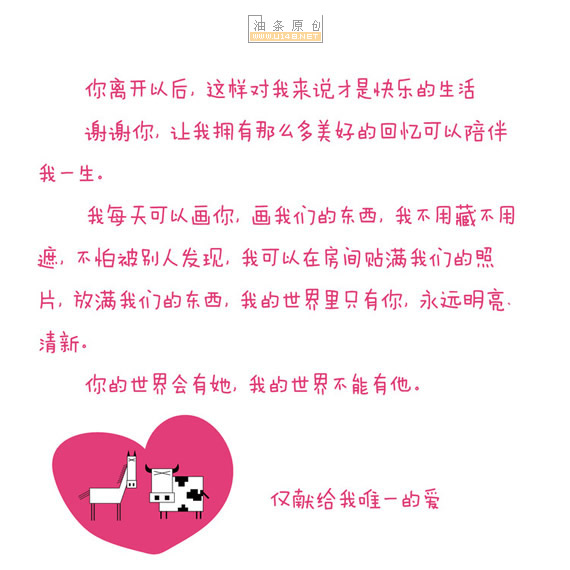 油条原创
WWW.U148.NET
你离开以后, 这样对我来说才是快乐的生活
谢谢你, 让我拥有那么多美好的回忆可以陪伴
我一生。
我每天可以画你, 画我们的东西, 我不用藏不用
遮, 不怕被别人发现, 我可以在房间贴满我们的照
片, 放满我们的东西, 我的世界里只有你, 永远明亮、
清新。
你的世界会有她, 我的世界不能有他。
仅献给我唯一的爱